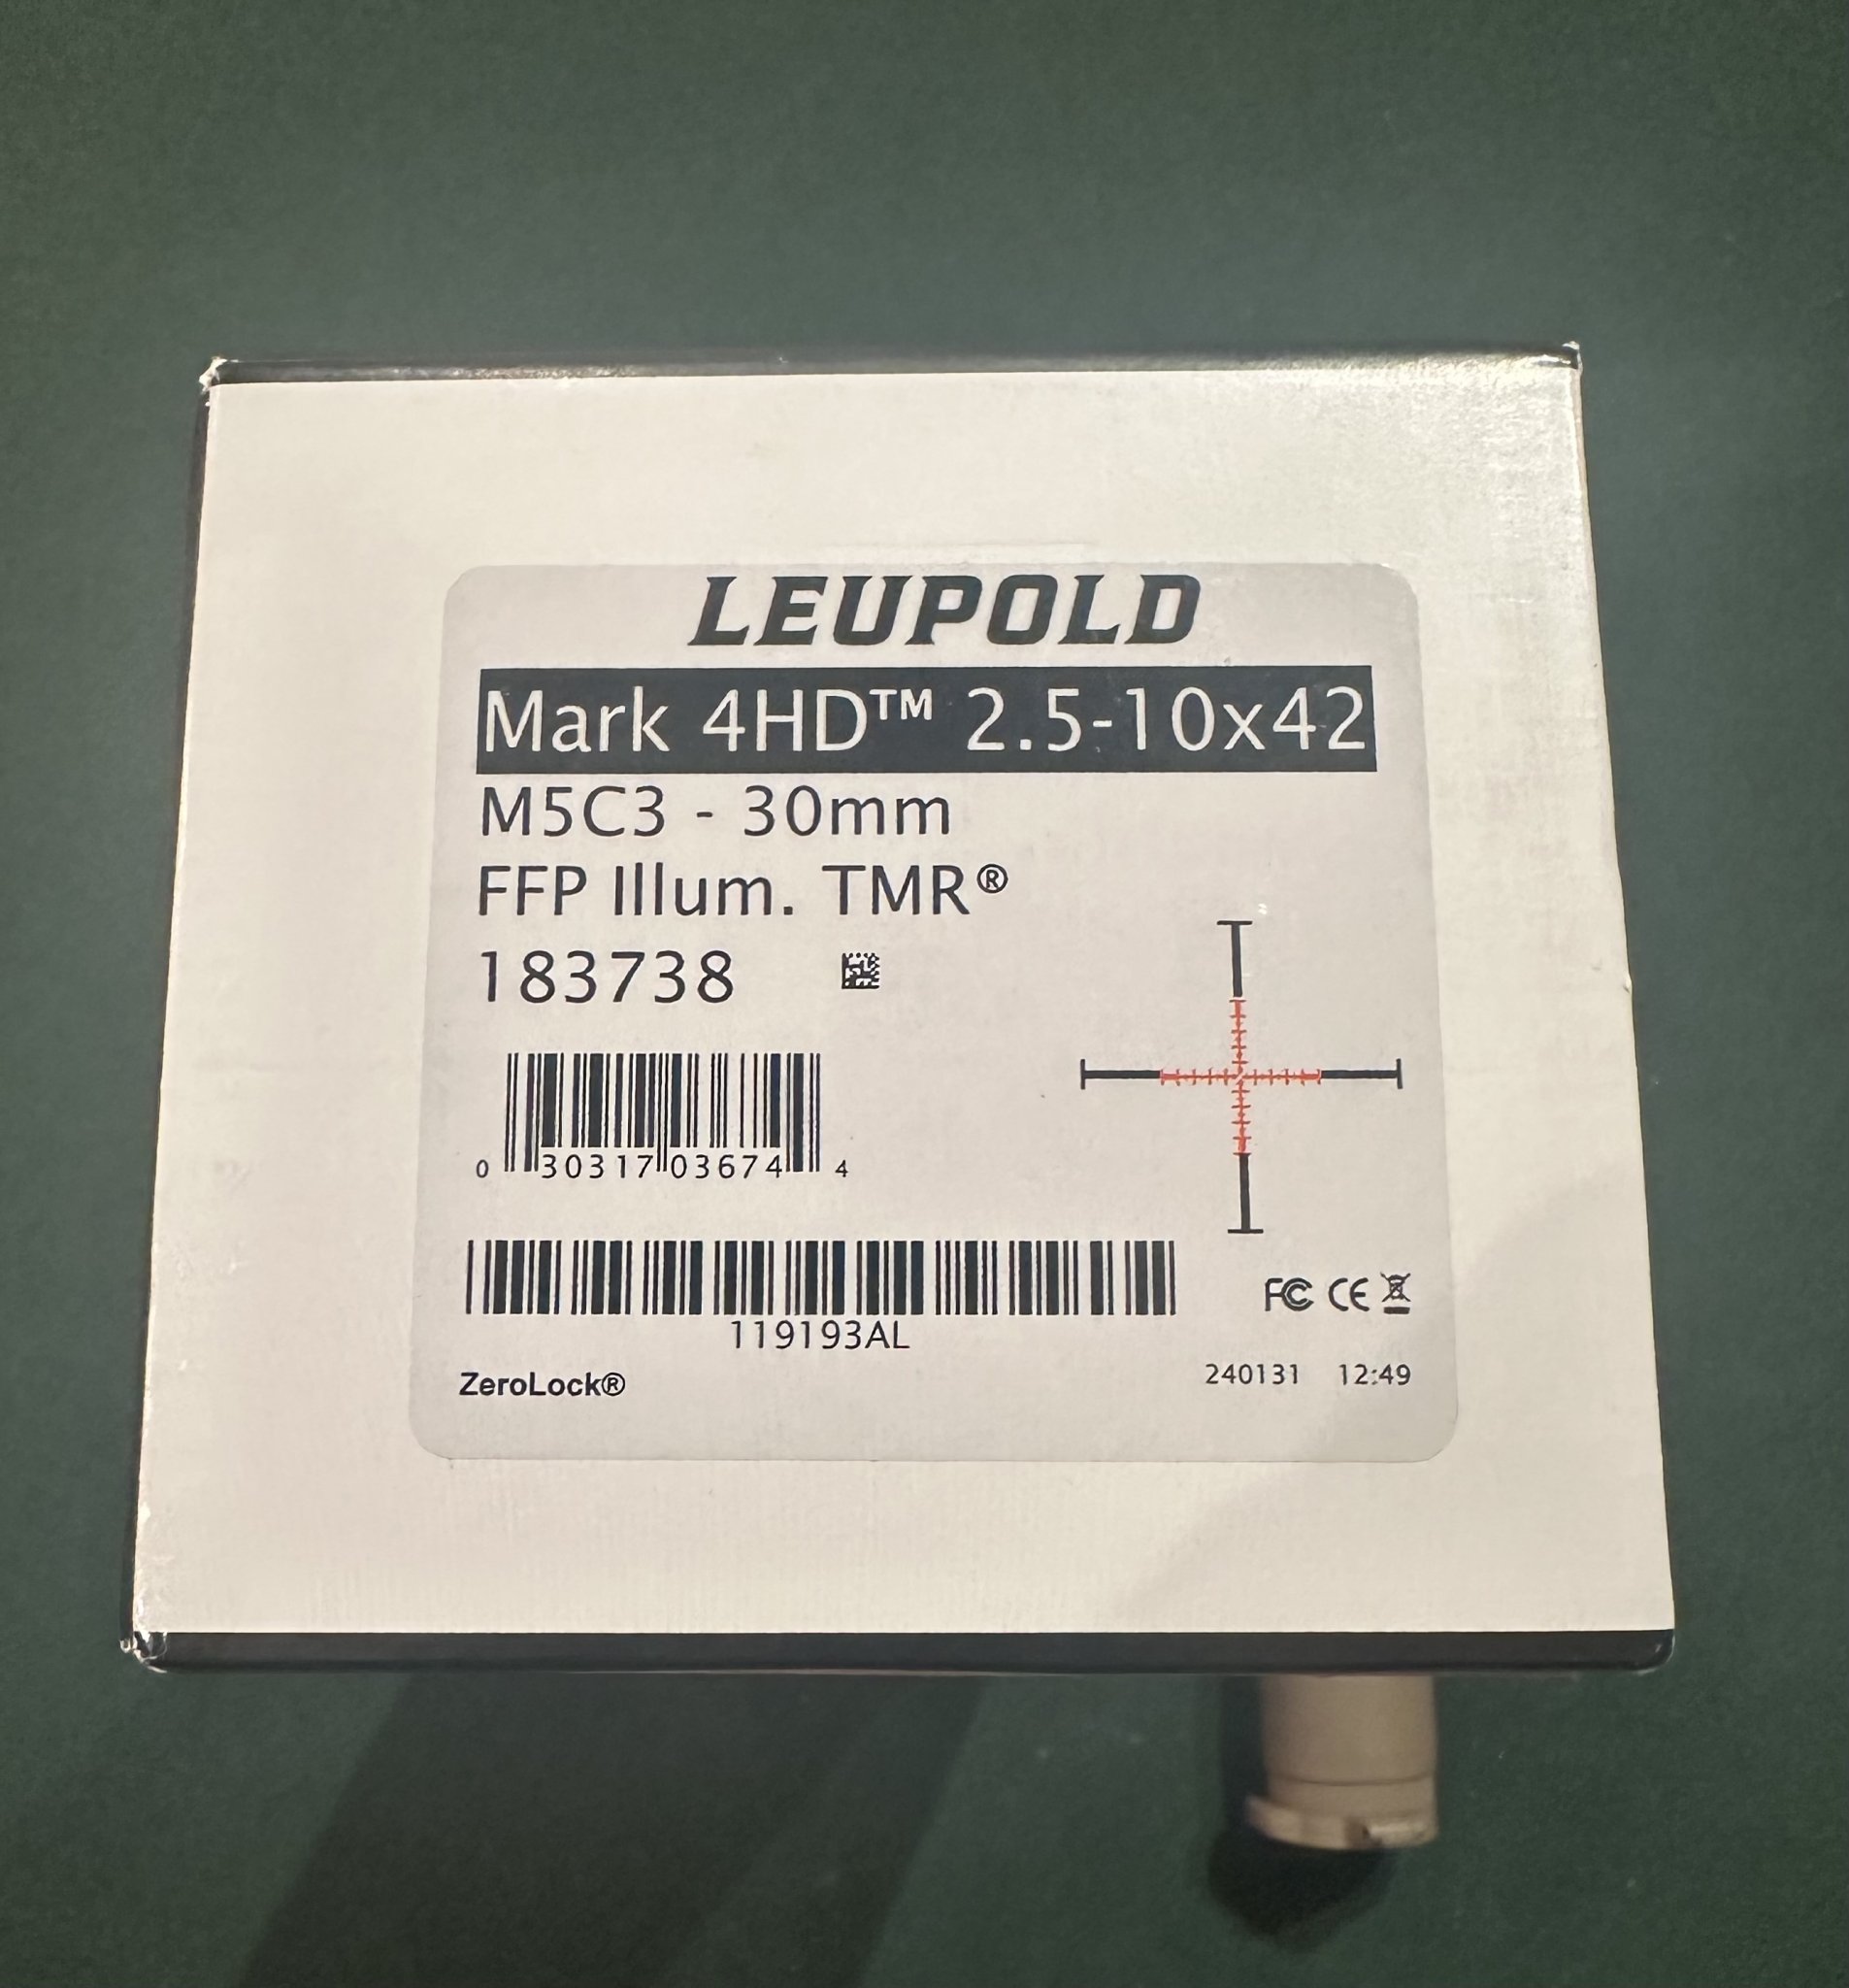 LEUPOLD
Mark 4HD™ 2.5-10x42
M5C3 - 30mm
FFP Illum. TMR®
183738
0 30317 03674 4
119193AL
FC CE
ZeroLock®
240131 12:49